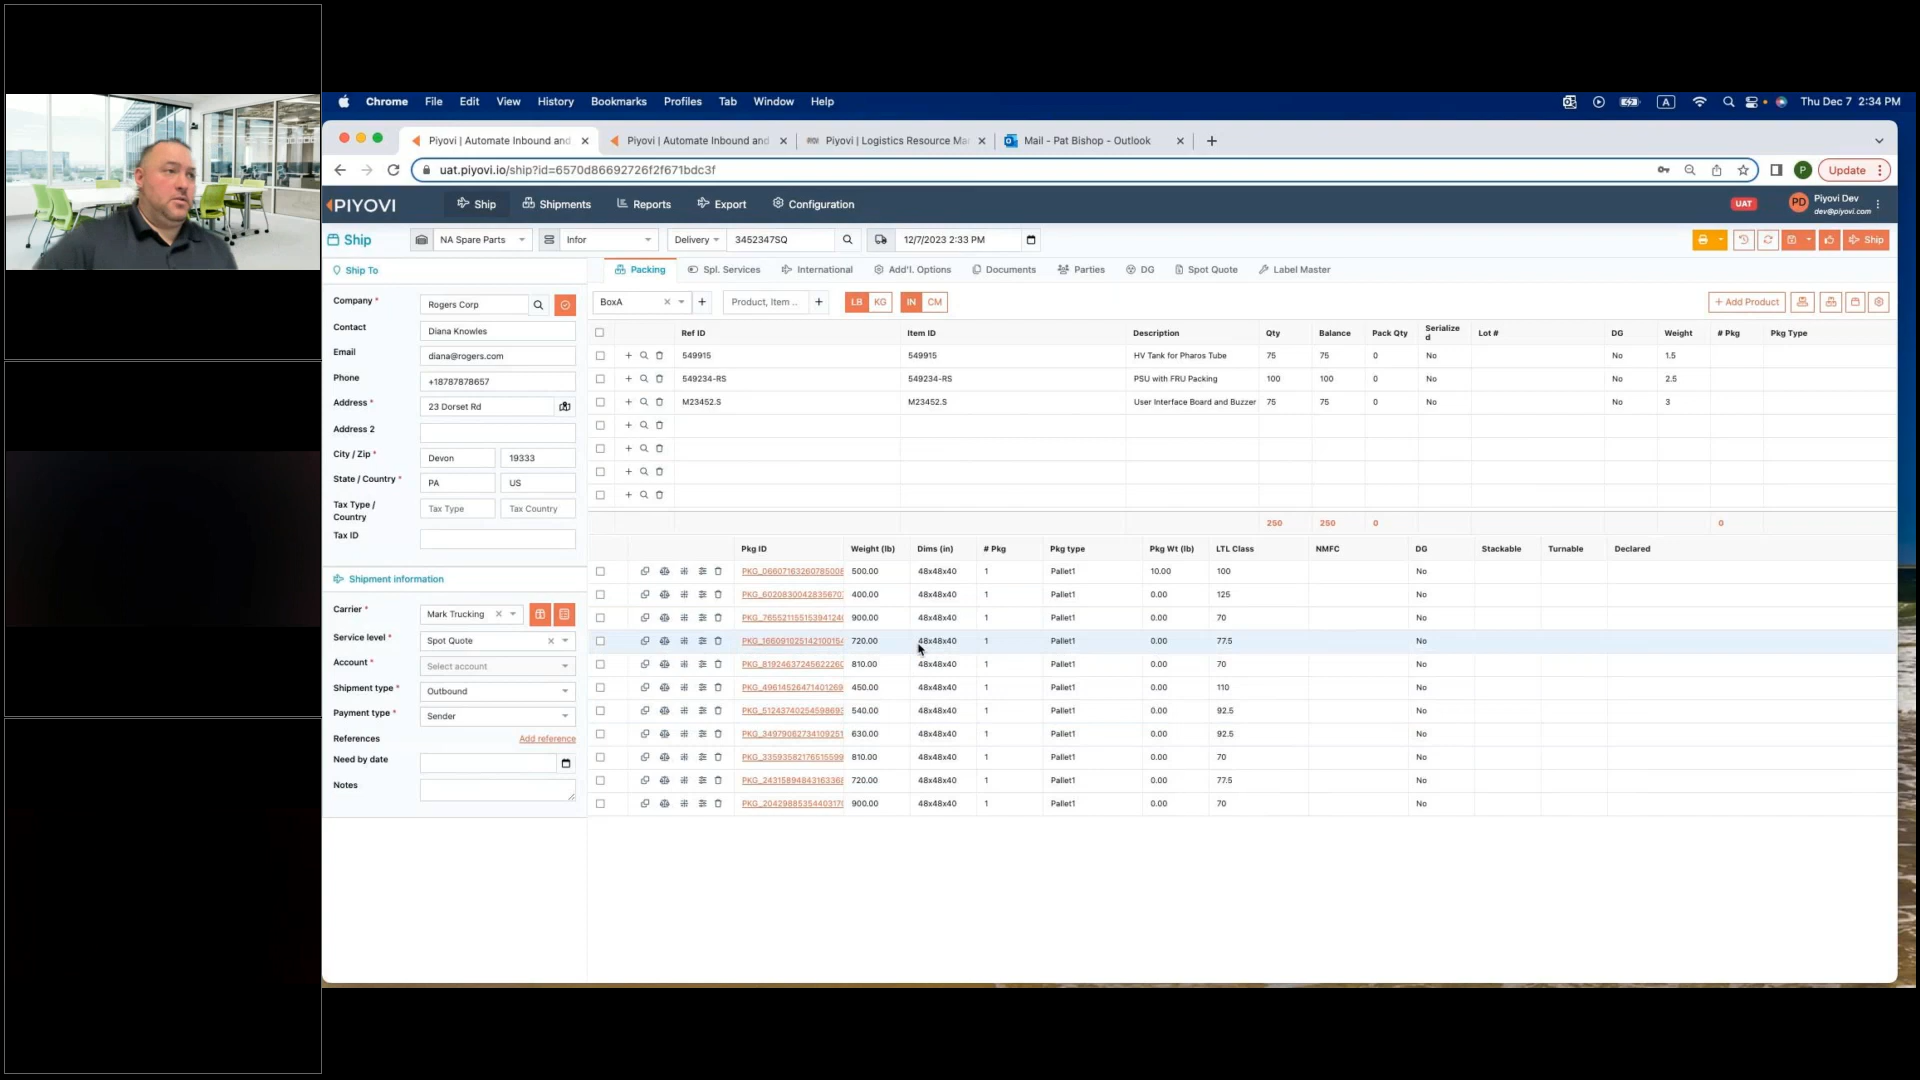 Chrome File Edit View History Bookmarks Profiles Tab Window Help A Thu Dec 7 2:34 PM
Piyovi | Automate Inbound and Piyovi | Automate Inbound and Piyovi | Logistics Resource Ma Mail - Pat Bishop - Outlook
uat.piyovi.io/ship?id=6570d86692726f2f671bdc3f P Update
PIYOVI Ship Shipments Reports Export Configuration UAT PD Piyovi Dev
dev@piyovi.com
Ship NA Spare Parts Infor Delivery 3452347SQ 12/7/2023 2:33 PM Ship
Ship To
Packing Spl. Services International Add'l. Options Documents Parties DG Spot Quote Label Master
Company * Rogers Corp
Contact Diana Knowles
Email diana@rogers.com
Phone +18787878657
Address * 23 Dorset Rd
Address 2
City / Zip * Devon 19333
State / Country * PA US
Tax Type / Country Tax Type Tax Country
Tax ID
BoxA Product, Item .. LB KG IN CM + Add Product
Ref ID Item ID Description Qty Balance Pack Qty Serialized Lot # DG Weight # Pkg Pkg Type
549915 549915 HV Tank for Pharos Tube 75 75 0 No No 1.5
549234-RS 549234-RS PSU with FRU Packing 100 100 0 No No 2.5
M23452.S M23452.S User Interface Board and Buzzer 75 75 0 No No 3
250 250 0 0
Shipment information
Carrier * Mark Trucking
Service level * Spot Quote
Account * Select account
Shipment type * Outbound
Payment type * Sender
References Add reference
Need by date
Notes
Pkg ID Weight (lb) Dims (in) # Pkg Pkg type Pkg Wt (lb) LTL Class NMFC DG Stackable Turnable Declared
500.00 48x48x40 1 Pallet1 10.00 100 No
400.00 48x48x40 1 Pallet1 0.00 125 No
900.00 48x48x40 1 Pallet1 0.00 70 No
720.00 48x48x40 1 Pallet1 0.00 77.5 No
810.00 48x48x40 1 Pallet1 0.00 70 No
450.00 48x48x40 1 Pallet1 0.00 110 No
540.00 48x48x40 1 Pallet1 0.00 92.5 No
630.00 48x48x40 1 Pallet1 0.00 92.5 No
810.00 48x48x40 1 Pallet1 0.00 70 No
720.00 48x48x40 1 Pallet1 0.00 77.5 No
900.00 48x48x40 1 Pallet1 0.00 70 No